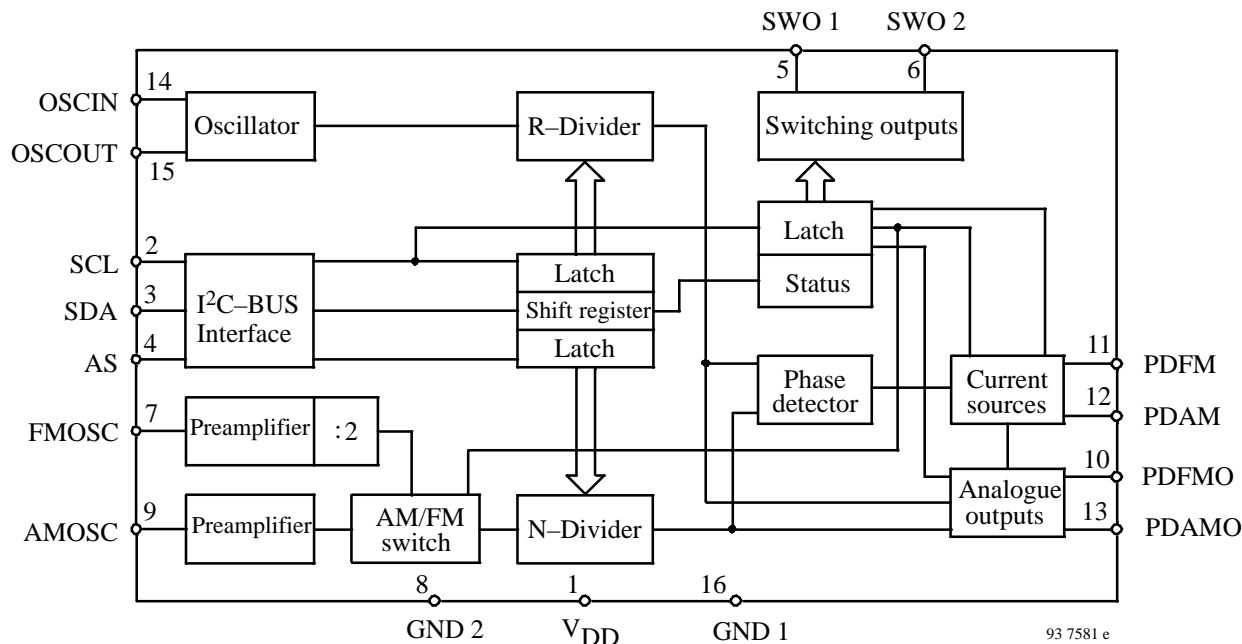 SWO 1 SWO 2
5 6
14
OSCIN
Oscillator
R–Divider
Switching outputs
OSCOUT
15
2
SCL
3
SDA
4
AS
I²C–BUS
Interface
Latch
Shift register
Latch
Latch
Status
Phase
detector
Current
sources
11
PDFM
12
PDAM
7
FMOSC
Preamplifier
:2
10
PDFMO
Analogue
outputs
13
PDAMO
9
AMOSC
Preamplifier
AM/FM
switch
N–Divider
8 1 16
GND 2 VDD GND 1
93 7581 e